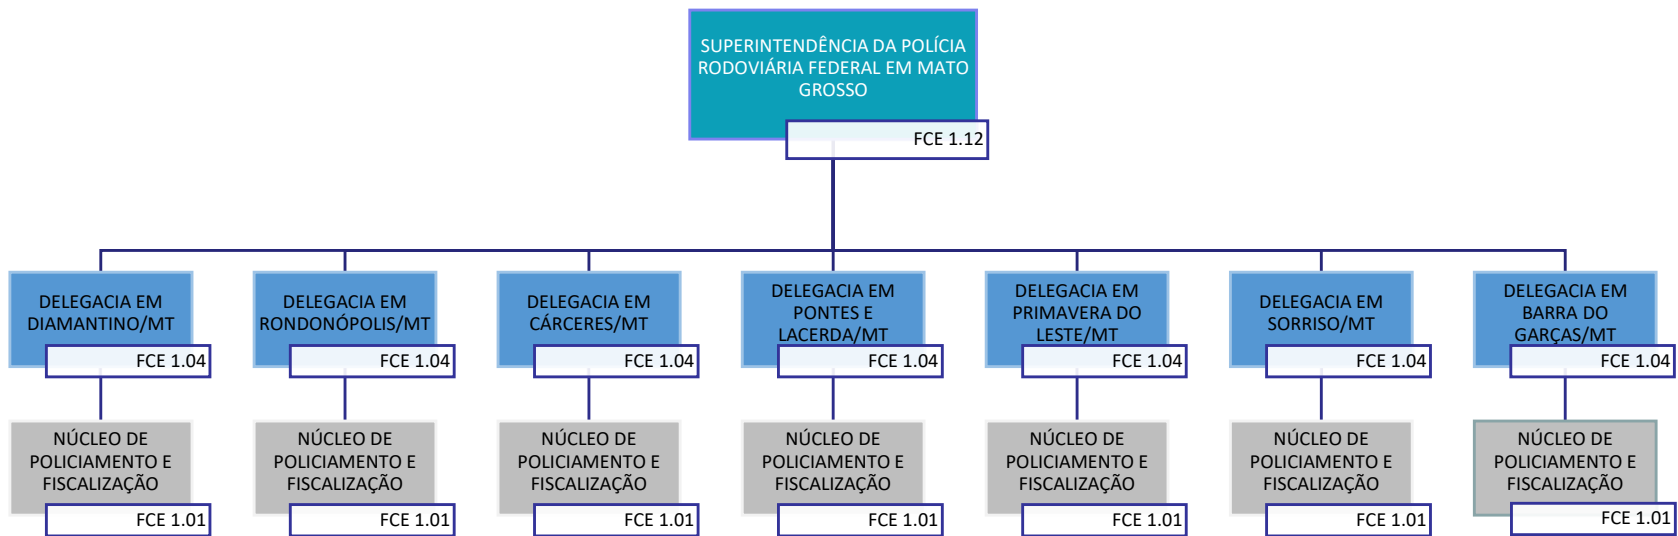 SUPERINTENDÊNCIA DA POLÍCIA
RODOVIÁRIA FEDERAL EM MATO
GROSSO
FCE 1.12
DELEGACIA EM
DIAMANTINO/MT
FCE 1.04
DELEGACIA EM
RONDONÓPOLIS/MT
FCE 1.04
DELEGACIA EM
CÁRCERES/MT
FCE 1.04
DELEGACIA EM
PONTES E
LACERDA/MT
FCE 1.04
DELEGACIA EM
PRIMAVERA DO
LESTE/MT
FCE 1.04
DELEGACIA EM
SORRISO/MT
FCE 1.04
DELEGACIA EM
BARRA DO
GARÇAS/MT
FCE 1.04
NÚCLEO DE
POLICIAMENTO E
FISCALIZAÇÃO
FCE 1.01
NÚCLEO DE
POLICIAMENTO E
FISCALIZAÇÃO
FCE 1.01
NÚCLEO DE
POLICIAMENTO E
FISCALIZAÇÃO
FCE 1.01
NÚCLEO DE
POLICIAMENTO E
FISCALIZAÇÃO
FCE 1.01
NÚCLEO DE
POLICIAMENTO E
FISCALIZAÇÃO
FCE 1.01
NÚCLEO DE
POLICIAMENTO E
FISCALIZAÇÃO
FCE 1.01
NÚCLEO DE
POLICIAMENTO E
FISCALIZAÇÃO
FCE 1.01